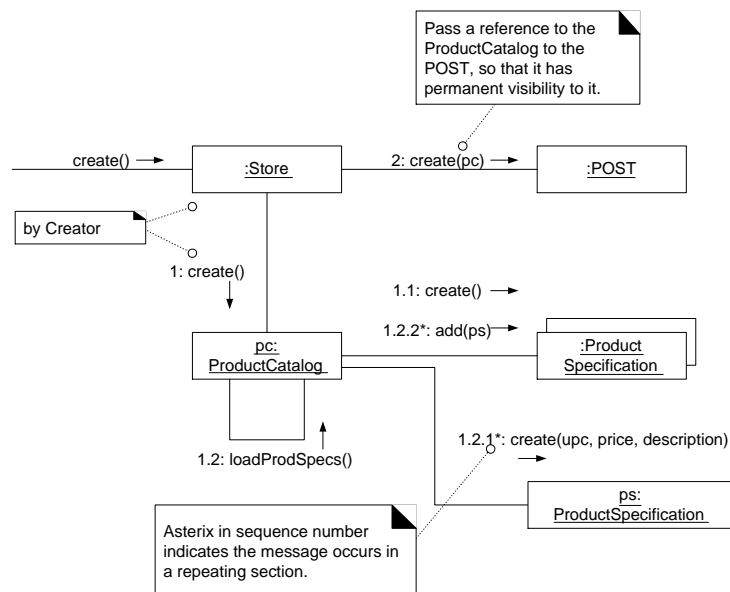 Pass a reference to the
ProductCatalog to the
POST, so that it has
permanent visibility to it.
create()
:Store
2: create(pc)
:POST
by Creator
1: create()
1.1: create()
1.2.2*: add(ps)
pc:
ProductCatalog
:Product
Specification
1.2: loadProdSpecs()
1.2.1*: create(upc, price, description)
ps:
ProductSpecification
Asterix in sequence number
indicates the message occurs in
a repeating section.